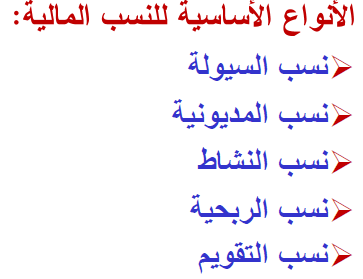 الأنواع الأساسية للنسب المالية:
نسب السيولة
نسب المديونية
نسب النشاط
نسب الربحية
نسب التقويم